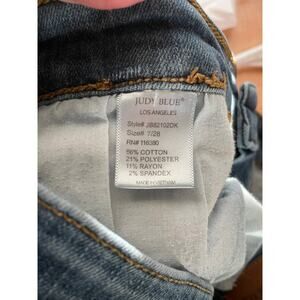 JUDY BLUE
LOS ANGELES
Style# JB82102DK
Size# 7/28
RN# 116380
66% COTTON
21% POLYESTER
11% RAYON
2% SPANDEX
MADE IN VIETNAM